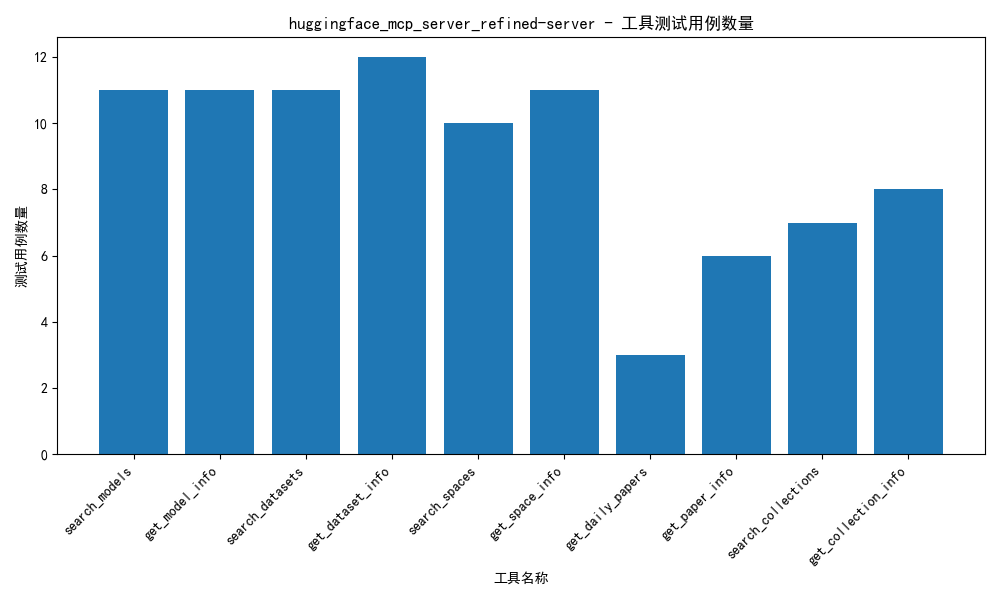 huggingface_mcp_server_refined-server - 工具测试用例数量
测试用例数量
12
10
8
6
4
2
0
search_models
get_model_info
search_datasets
get_dataset_info
search_spaces
get_space_info
get_daily_papers
get_paper_info
search_collections
get_collection_info
工具名称